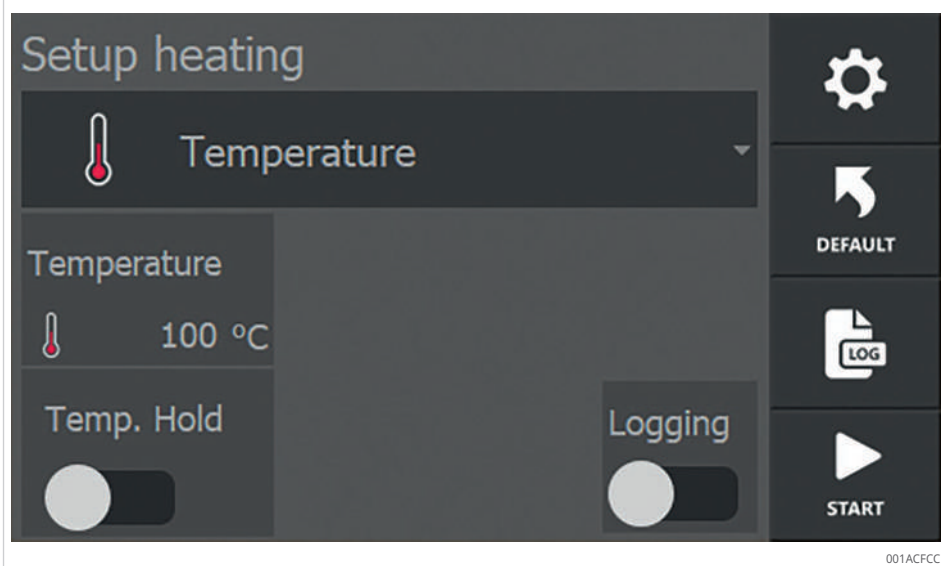 Setup heating
Temperature
Temperature
100 °C
Temp. Hold
Logging
DEFAULT
LOG
START
001ACFCC